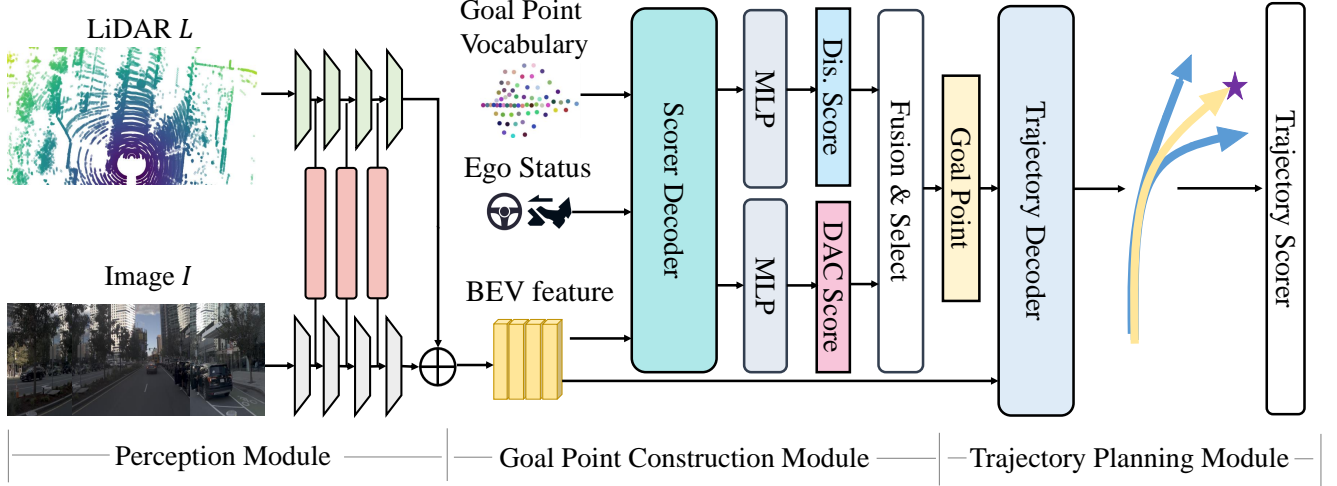 LiDAR L
Image I
Goal Point
Vocabulary
Ego Status
BEV feature
Scorer Decoder
MLP
MLP
Dis. Score
DAC Score
Fusion & Select
Goal Point
Trajectory Decoder
Trajectory Scorer
Perception Module
Goal Point Construction Module
Trajectory Planning Module